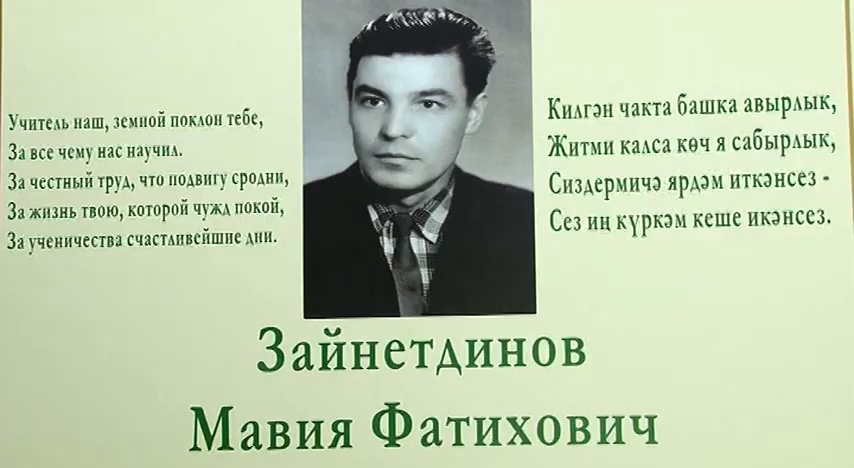 Учитель наш, земной поклон тебе,
За все чему нас научил.
За честный труд, что подвигу сродни,
За жизнь твою, которой чужд покой,
За ученичества счастливейшие дни.
Килгән чакта башка авырлык,
Житми калса көч я сабырлык,
Сиздермичә ярдәм иткәнсез -
Сез иң күркәм кеше икәнсез.
Зайнетдинов
Мавия Фатихович